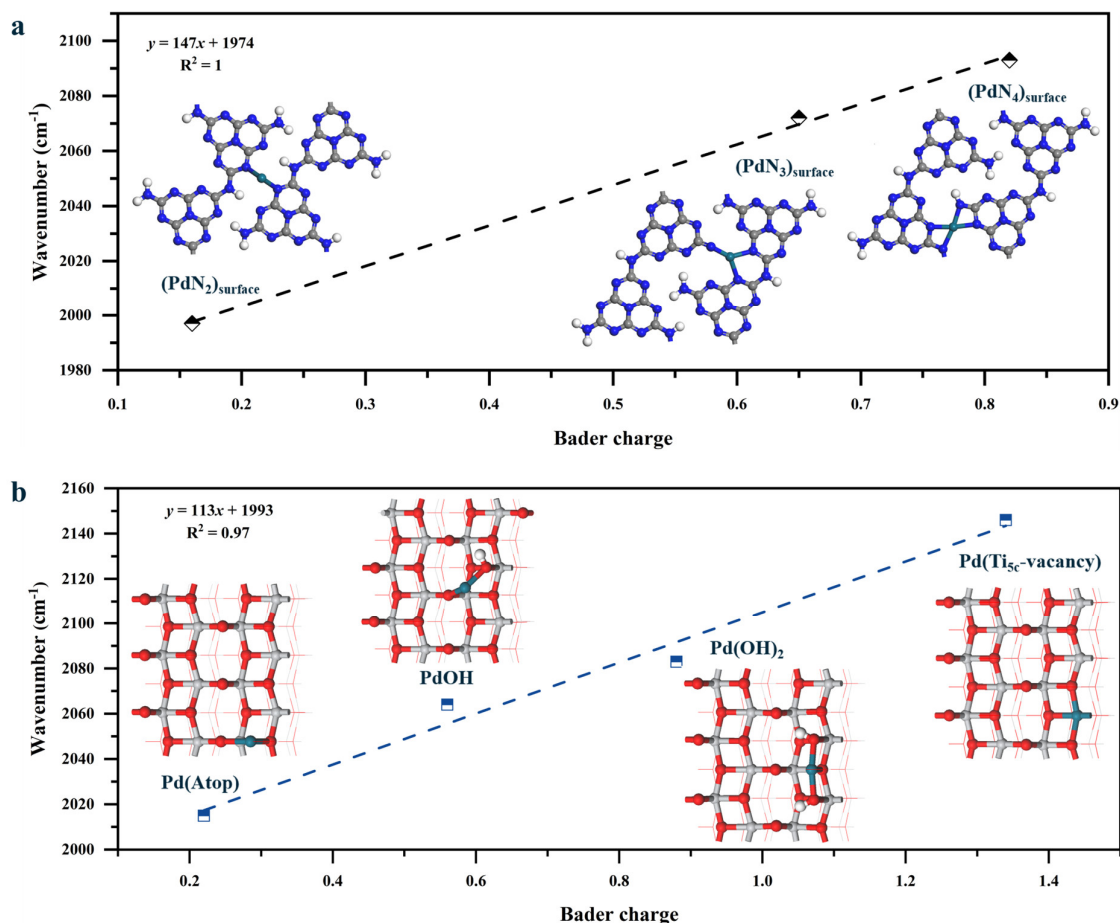 a
y = 147x + 1974
R² = 1
Wavenumber (cm⁻¹)
2100
2080
2060
2040
2020
2000
1980
(PdN₂)surface
(PdN₃)surface
(PdN₄)surface
0.1 0.2 0.3 0.4 0.5 0.6 0.7 0.8 0.9
Bader charge
b
y = 113x + 1993
R² = 0.97
Wavenumber (cm⁻¹)
2160
2140
2120
2100
2080
2060
2040
2020
2000
Pd(Atop)
PdOH
Pd(OH)₂
Pd(Ti5c-vacancy)
0.2 0.4 0.6 0.8 1.0 1.2 1.4
Bader charge